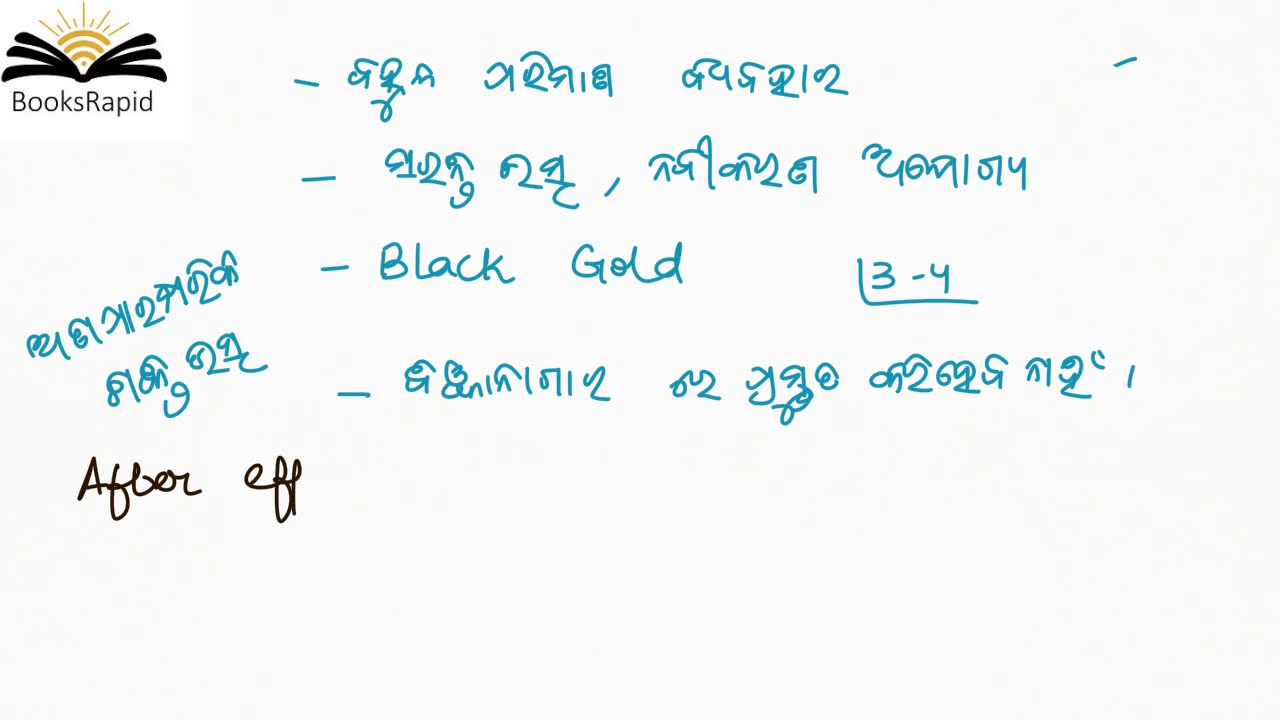 BooksRapid
- ବହୁଳ ପରିମାଣ ବ୍ୟବହାର
- ସରନ୍ତି ଉତ୍ସ, ନବୀକରଣ ଅଯୋଗ୍ୟ
- Black Gold
3-4
ଅଣପାରମ୍ପରିକ
ଶକ୍ତି ଉତ୍ସ
- ବିଜ୍ଞାନାଗାର ରେ ପ୍ରସ୍ତୁତ କରିହେବ ନାହିଁ ।
After eff